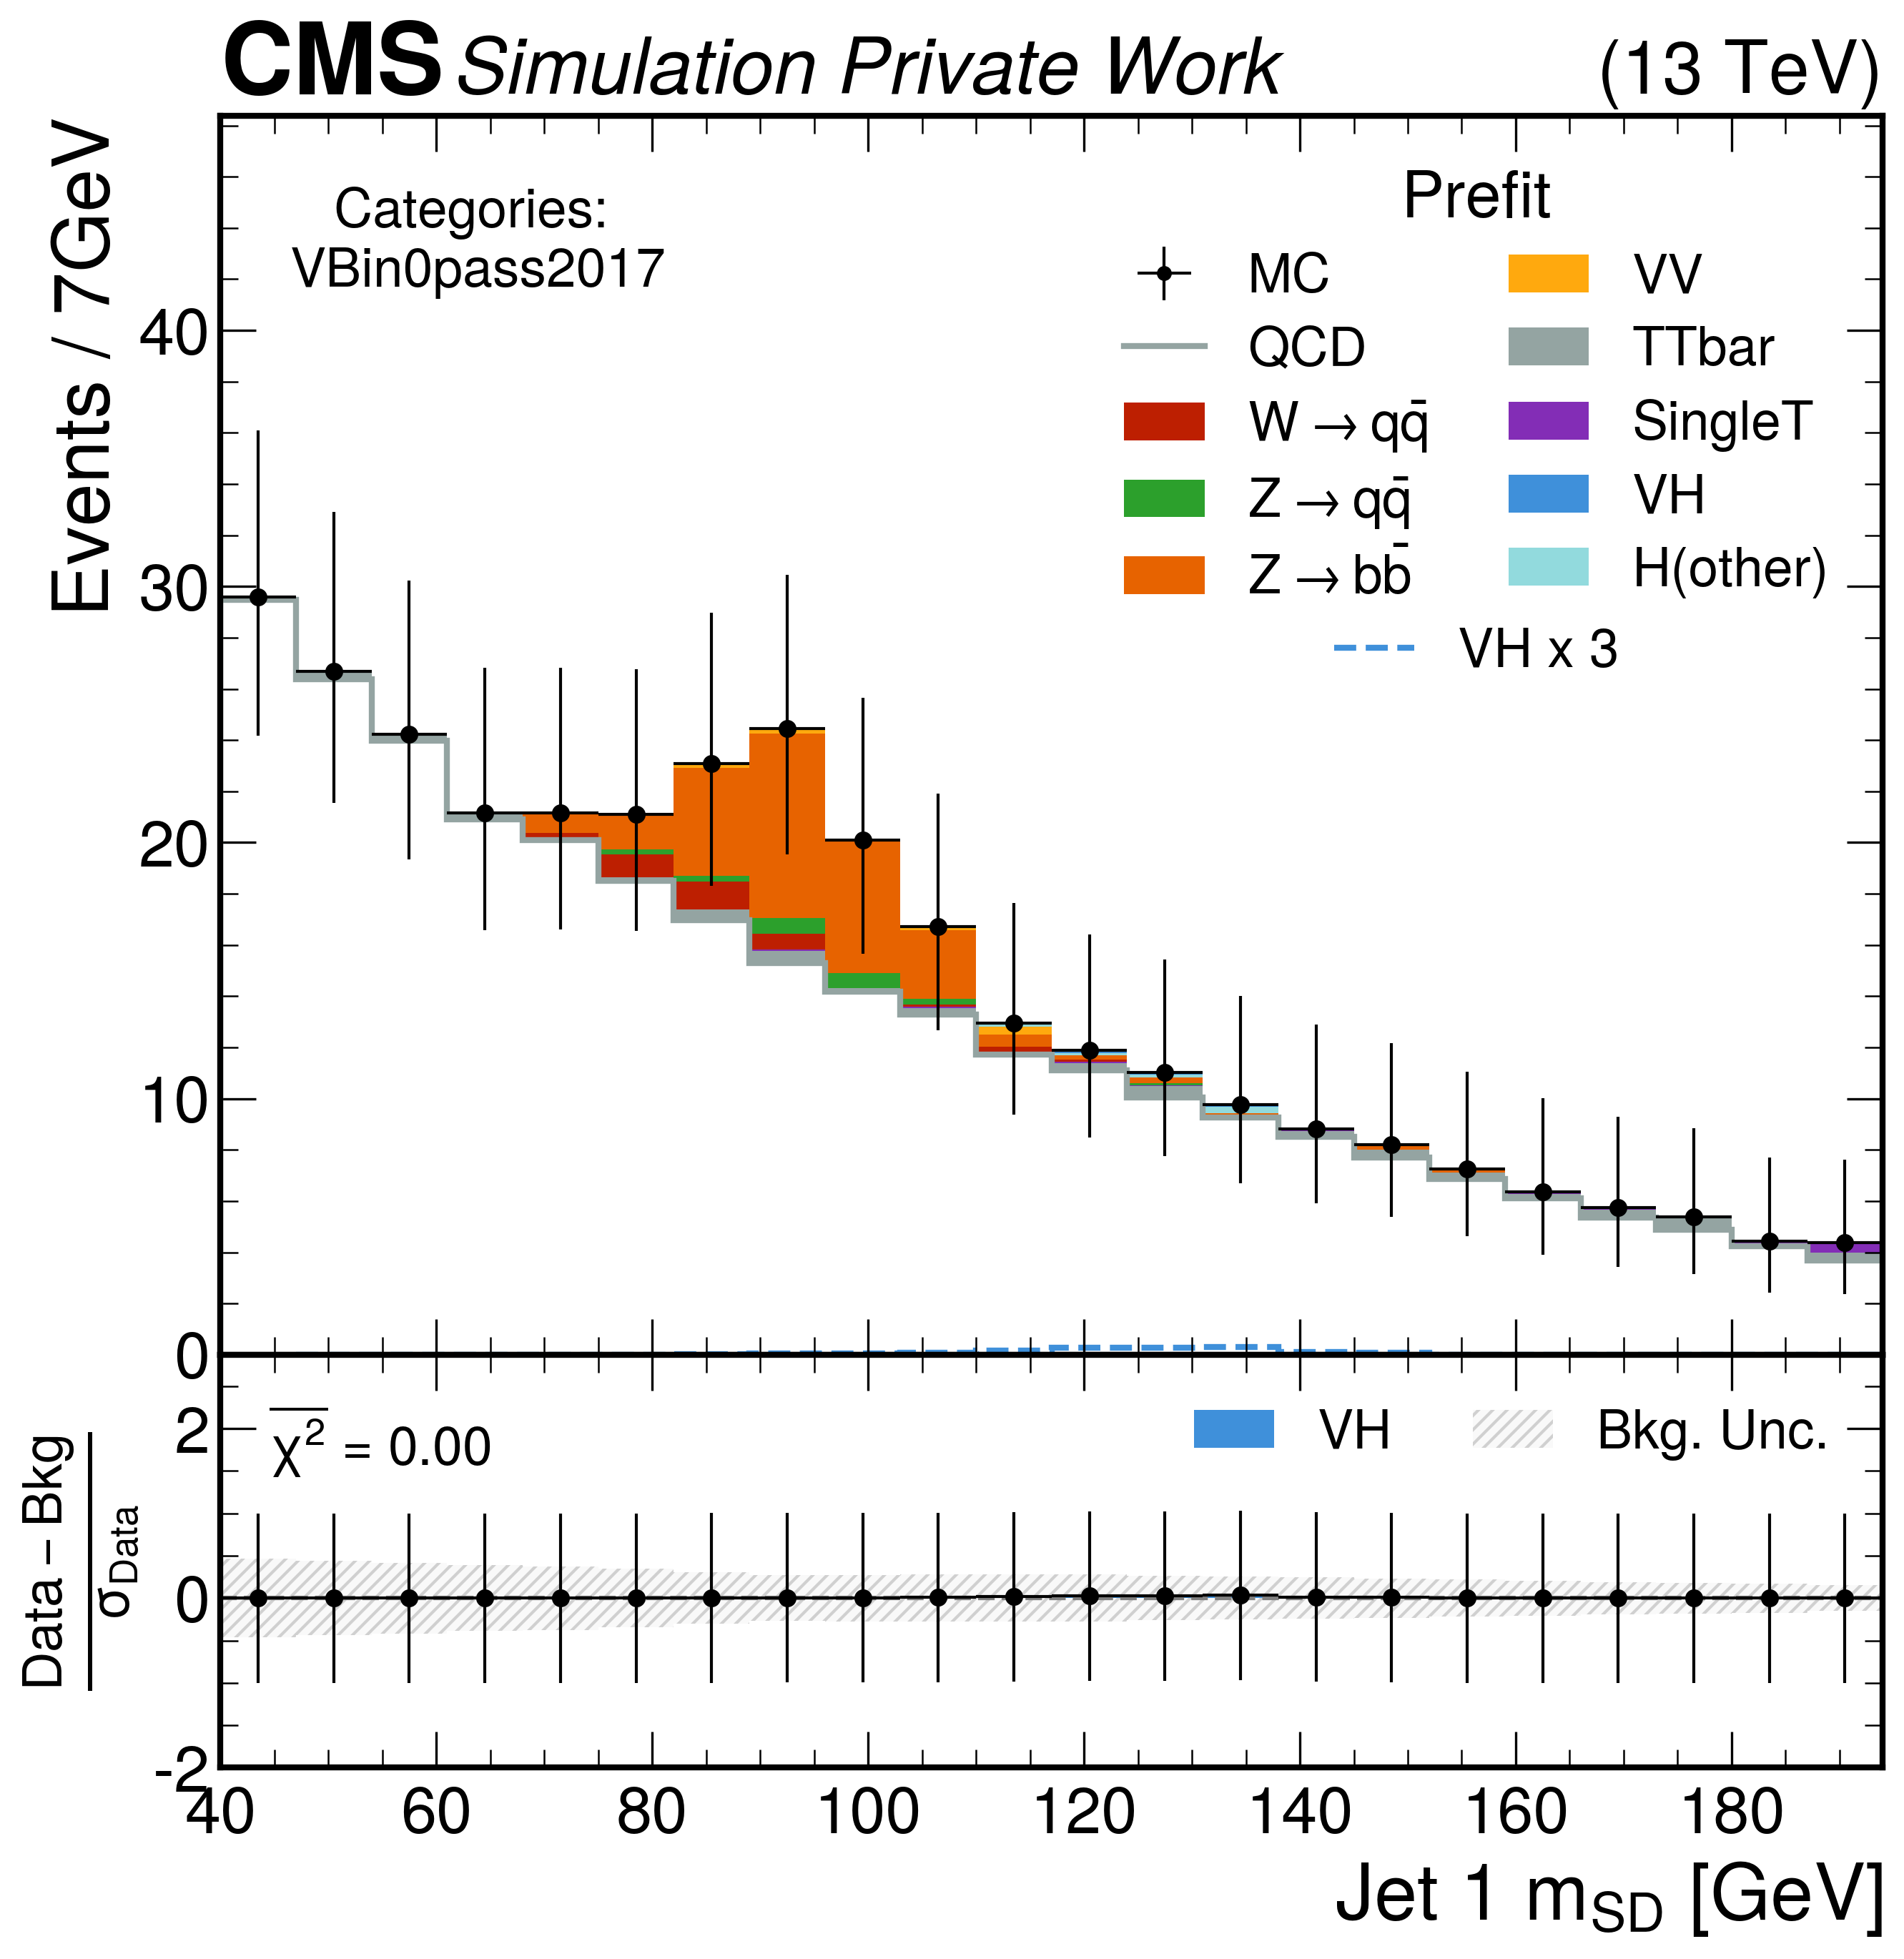 CMS Simulation Private Work (13 TeV)
Events / 7GeV
Categories:
VBin0pass2017
Prefit
MC
QCD
W → qq̄
Z → qq̄
Z → bb̄
VV
TTbar
SingleT
VH
H(other)
VH x 3
40
30
20
10
0
Data – Bkg
σData
χ² = 0.00
VH
Bkg. Unc.
2
0
-2
40 60 80 100 120 140 160 180
Jet 1 mSD [GeV]